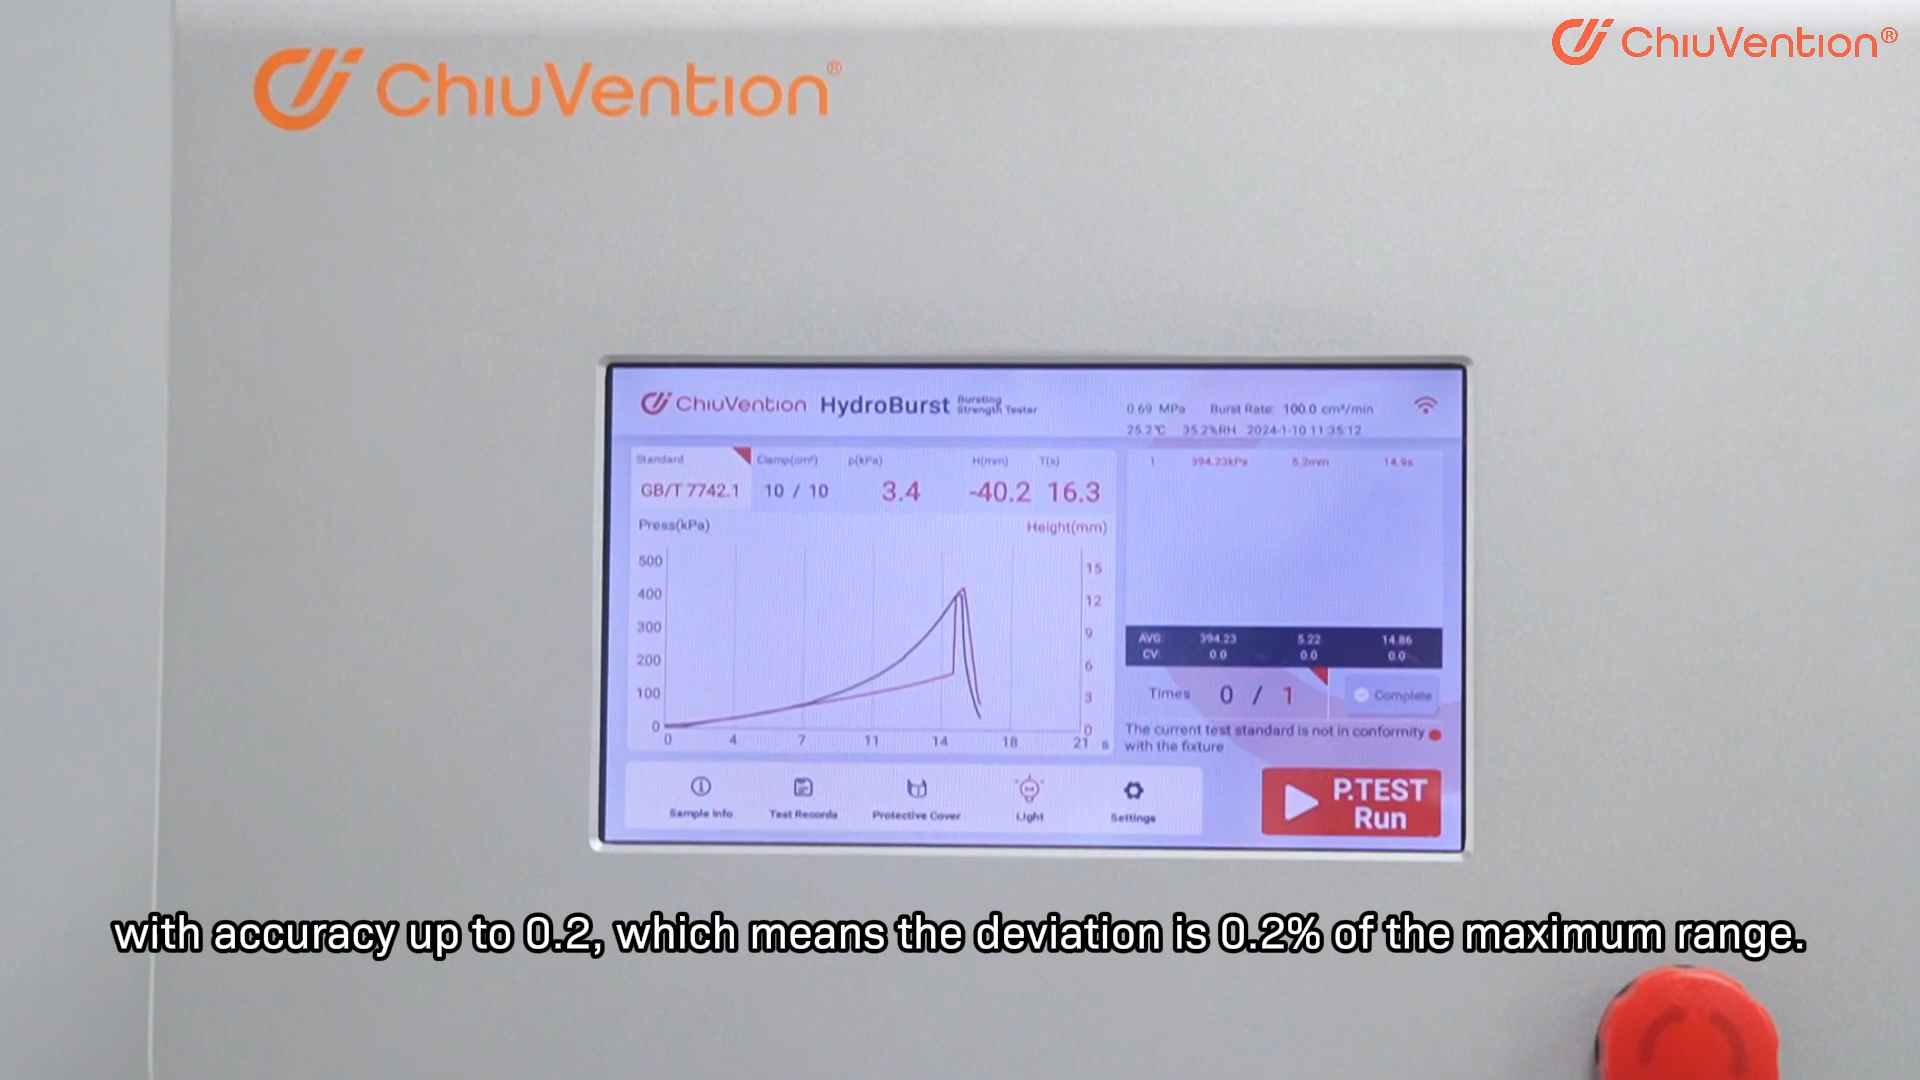 ChiuVention®
ChiuVention®
ChiuVention HydroBurst Bursting Strength Tester
0.69 MPa Burst Rate: 100.0 cm³/min
25.2℃ 35.2%RH 2024-1-10 11:35:12
Standard Clamp(cm²) p(kPa) H(mm) T(s)
GB/T 7742.1 10 / 10 3.4 -40.2 16.3
1 394.23kPa 5.2mm 14.9s
Press(kPa) Height(mm)
500
400
300
200
100
0
15
12
9
6
3
0
0 4 7 11 14 18 21 s
AVG: 394.23 5.22 14.86
CV: 0.0 0.0 0.0
Times 0 / 1 Complete
The current test standard is not in conformity
with the fixture
Sample Info Test Records Protective Cover Light Settings
P.TEST
Run
with accuracy up to 0.2, which means the deviation is 0.2% of the maximum range.